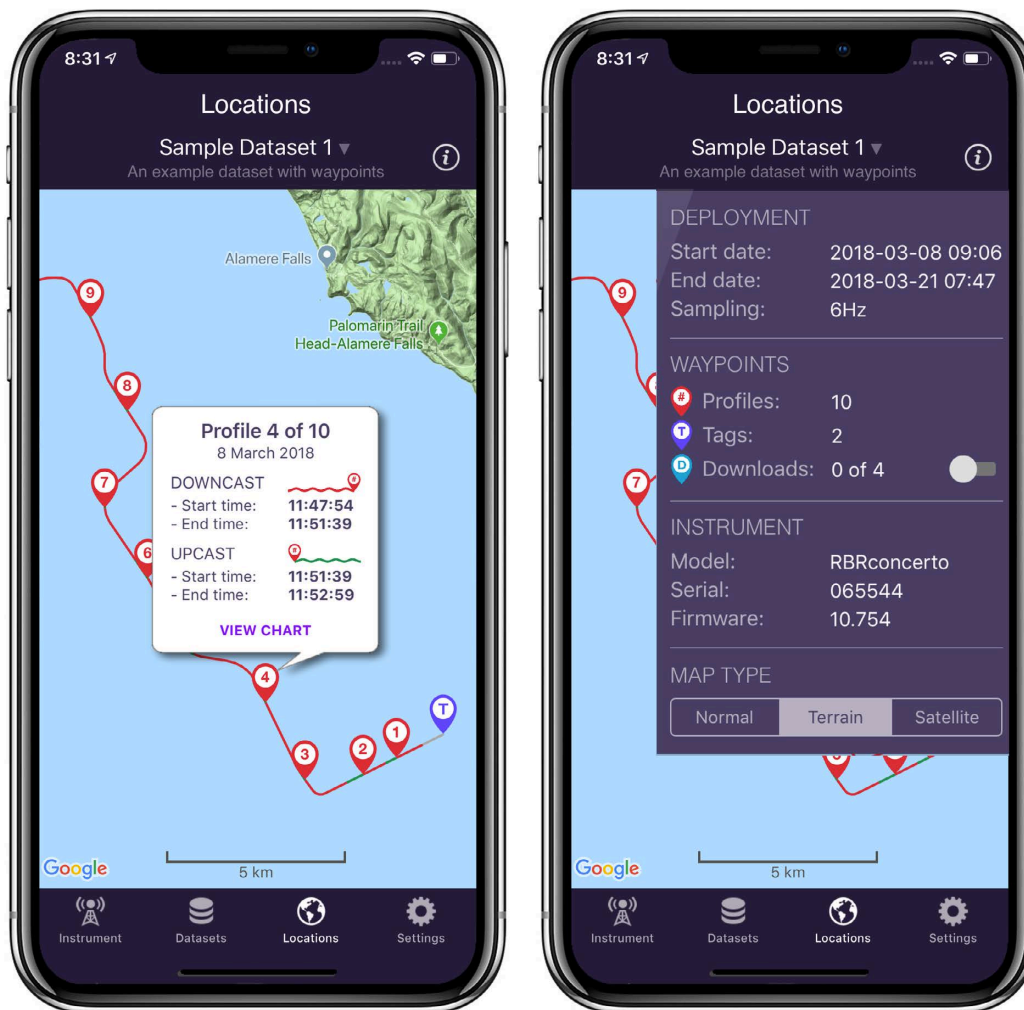 8:31
Locations
Sample Dataset 1
An example dataset with waypoints
Alamere Falls
Palomarin Trail
Head-Alamere Falls
9
8
7
6
Profile 4 of 10
8 March 2018
DOWNCAST
#
- Start time: 11:47:54
- End time: 11:51:39
UPCAST
#
- Start time: 11:51:39
- End time: 11:52:59
VIEW CHART
4
T
1
2
3
Google
5 km
Instrument Datasets Locations Settings
8:31
Locations
Sample Dataset 1
An example dataset with waypoints
DEPLOYMENT
Start date: 2018-03-08 09:06
End date: 2018-03-21 07:47
Sampling: 6Hz
9
7
WAYPOINTS
# Profiles: 10
T Tags: 2
D Downloads: 0 of 4
INSTRUMENT
Model: RBRconcerto
Serial: 065544
Firmware: 10.754
MAP TYPE
Normal Terrain Satellite
Google
5 km
Instrument Datasets Locations Settings